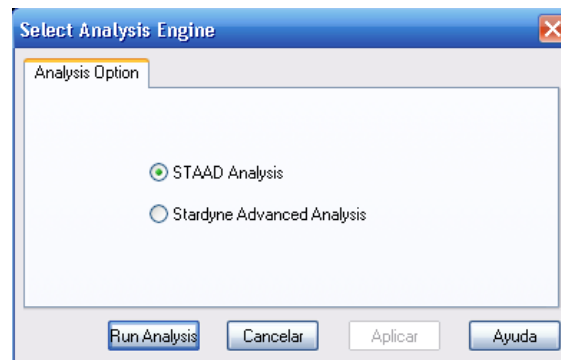 Select Analysis Engine
Analysis Option
STAAD Analysis
Stardyne Advanced Analysis
Run Analysis Cancelar Aplicar Ayuda